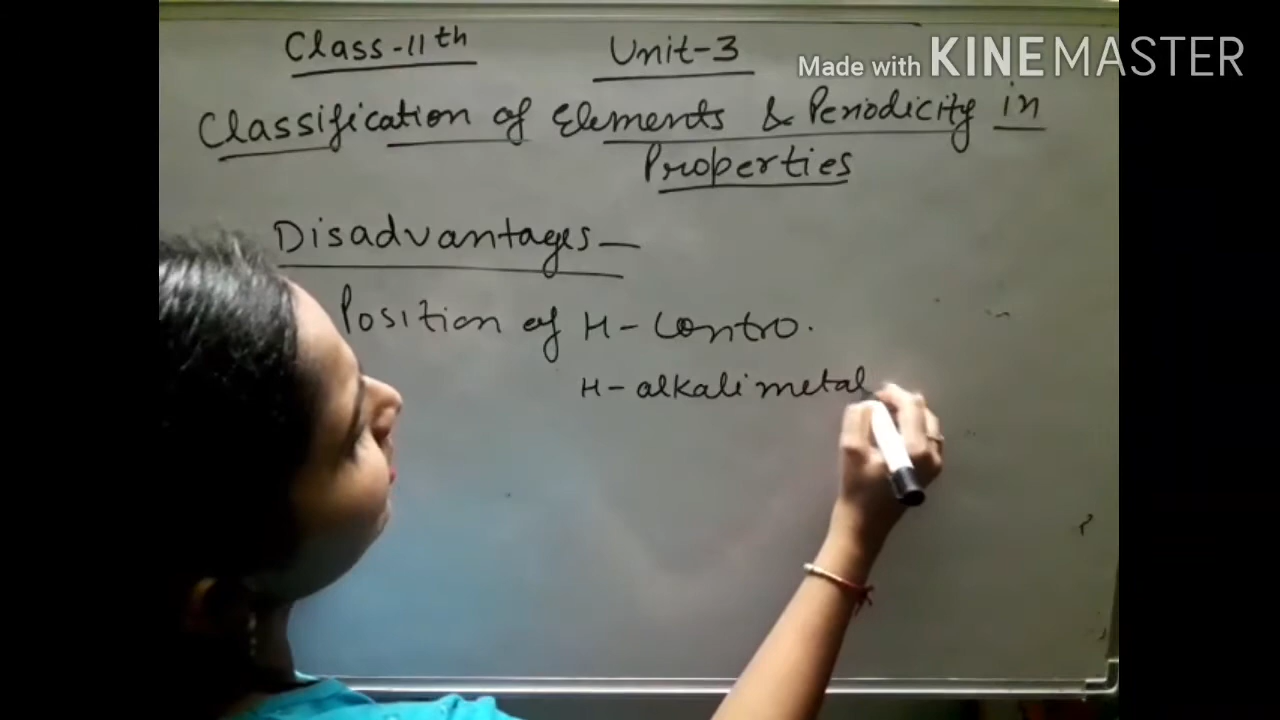 Class-11th Unit-3
Made with KINEMASTER
Classification of Elements & Periodicity in
Properties
Disadvantages—
Position of H-Contro.
H-alkali metal